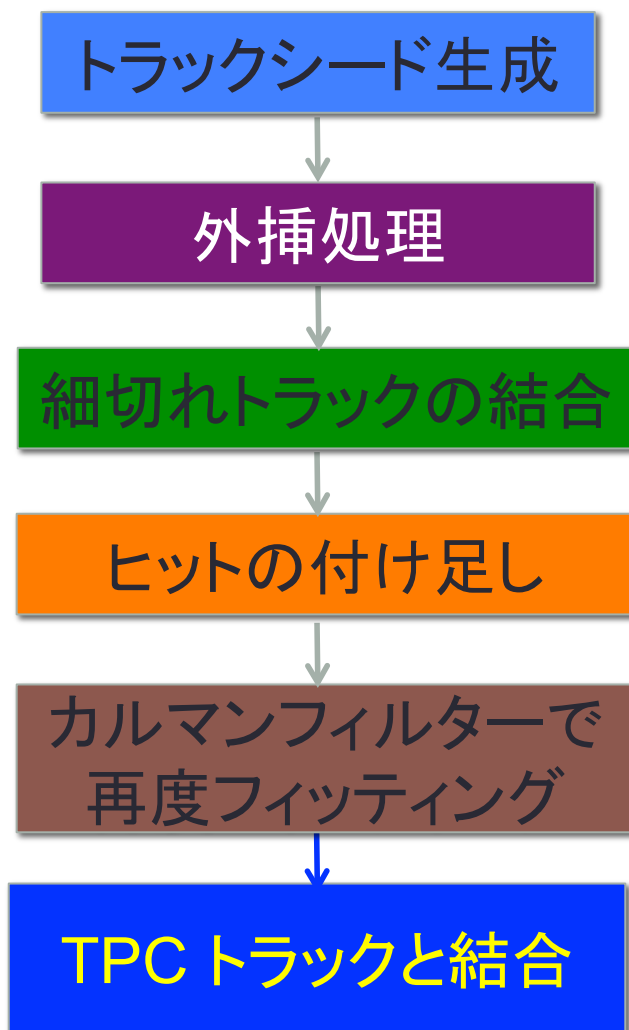 トラックシード生成
外挿処理
細切れトラックの結合
ヒットの付け足し
カルマンフィルターで
再度フィッティング
TPC トラックと結合